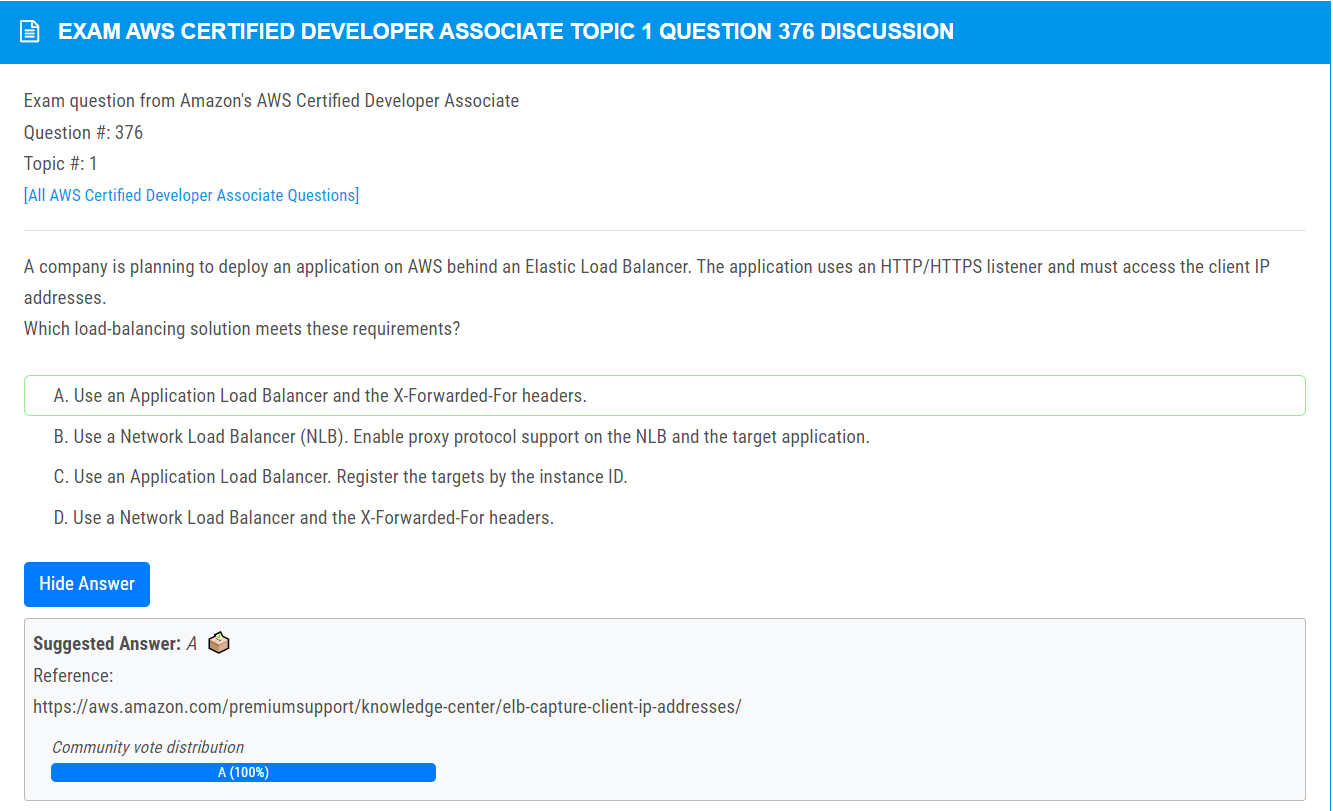 EXAM AWS CERTIFIED DEVELOPER ASSOCIATE TOPIC 1 QUESTION 376 DISCUSSION
Exam question from Amazon's AWS Certified Developer Associate
Question #: 376
Topic #: 1
[All AWS Certified Developer Associate Questions]
A company is planning to deploy an application on AWS behind an Elastic Load Balancer. The application uses an HTTP/HTTPS listener and must access the client IP
addresses.
Which load-balancing solution meets these requirements?
A. Use an Application Load Balancer and the X-Forwarded-For headers.
B. Use a Network Load Balancer (NLB). Enable proxy protocol support on the NLB and the target application.
C. Use an Application Load Balancer. Register the targets by the instance ID.
D. Use a Network Load Balancer and the X-Forwarded-For headers.
Hide Answer
Suggested Answer: A
Reference:
https://aws.amazon.com/premiumsupport/knowledge-center/elb-capture-client-ip-addresses/
Community vote distribution
A (100%)